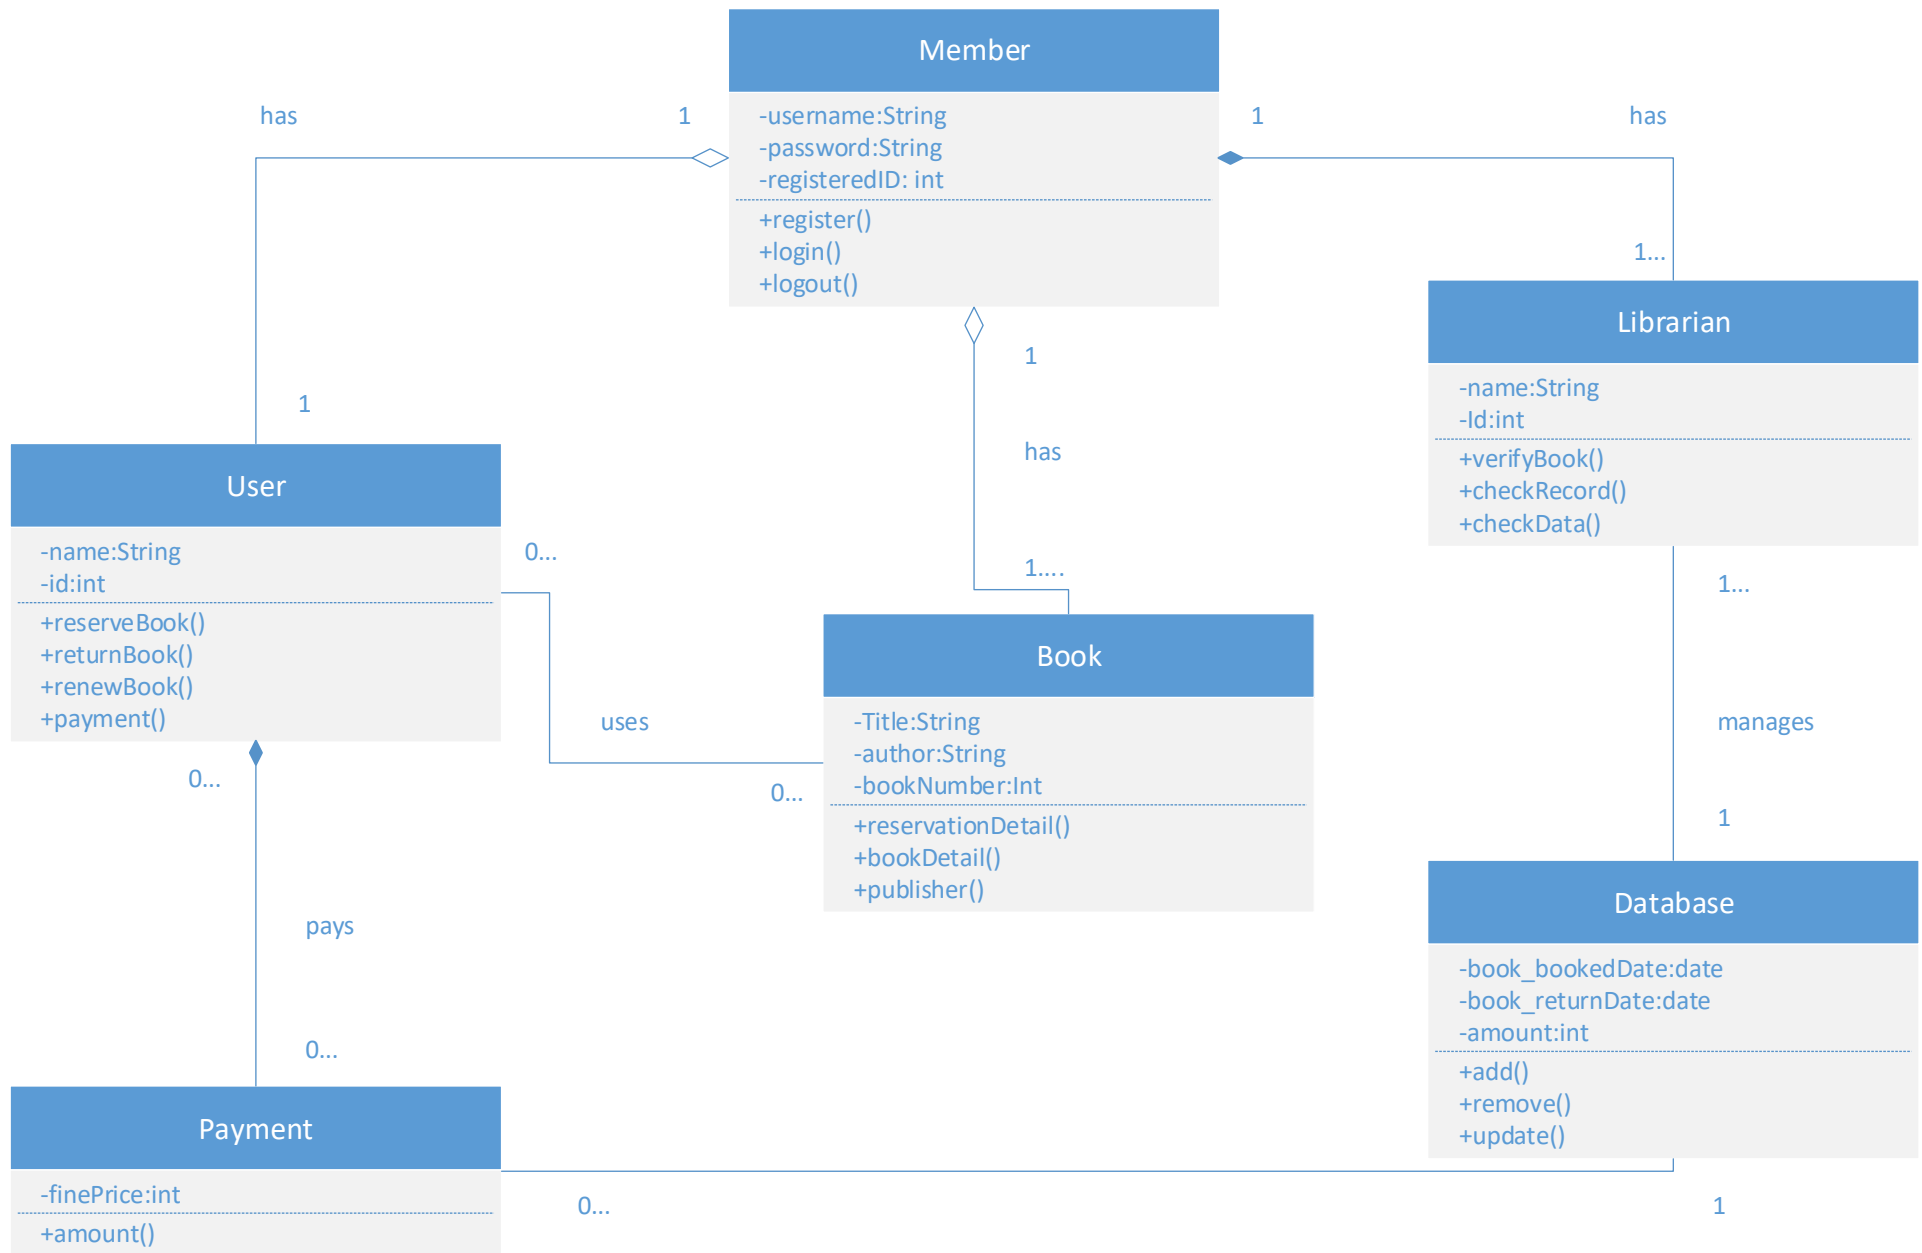 Member
-username:String
-password:String
-registeredID: int
+register()
+login()
+logout()
has
1
1
has
1...
1
has
1....
1
Librarian
-name:String
-Id:int
+verifyBook()
+checkRecord()
+checkData()
User
-name:String
-id:int
+reserveBook()
+returnBook()
+renewBook()
+payment()
0...
uses
0...
Book
-Title:String
-author:String
-bookNumber:Int
+reservationDetail()
+bookDetail()
+publisher()
1...
manages
1
0...
pays
0...
Database
-book_bookedDate:date
-book_returnDate:date
-amount:int
+add()
+remove()
+update()
Payment
-finePrice:int
+amount()
0...
1